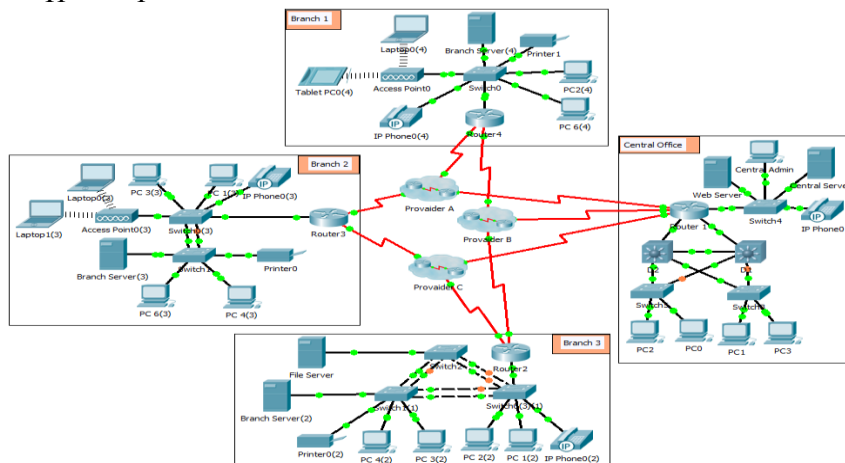 Branch 1
Laptop0(4)
Branch Server(4)
Printer1
Tablet PC0(4)
Access Point0
Switch0
PC2(4)
IP Phone0(4)
PC 6(4)
Router4
Branch 2
PC 3(3)
PC 1(3)
IP Phone0(3)
Laptop0(3)
Laptop1(3)
Access Point0(3)
Router3
Branch Server(3)
Printer0
PC 6(3)
PC 4(3)
Provaider A
Provaider B
Provaider C
Central Office
Central Admin
Web Server
Central Server
Router 1
Switch4
IP Phone0
PC2
PC0
PC1
PC3
Branch 3
File Server
Switch2
Router2
Branch Server(2)
Switch1(1)
Printer0(2)
PC 4(2)
PC 3(2)
PC 2(2)
PC 1(2)
IP Phone0(2)